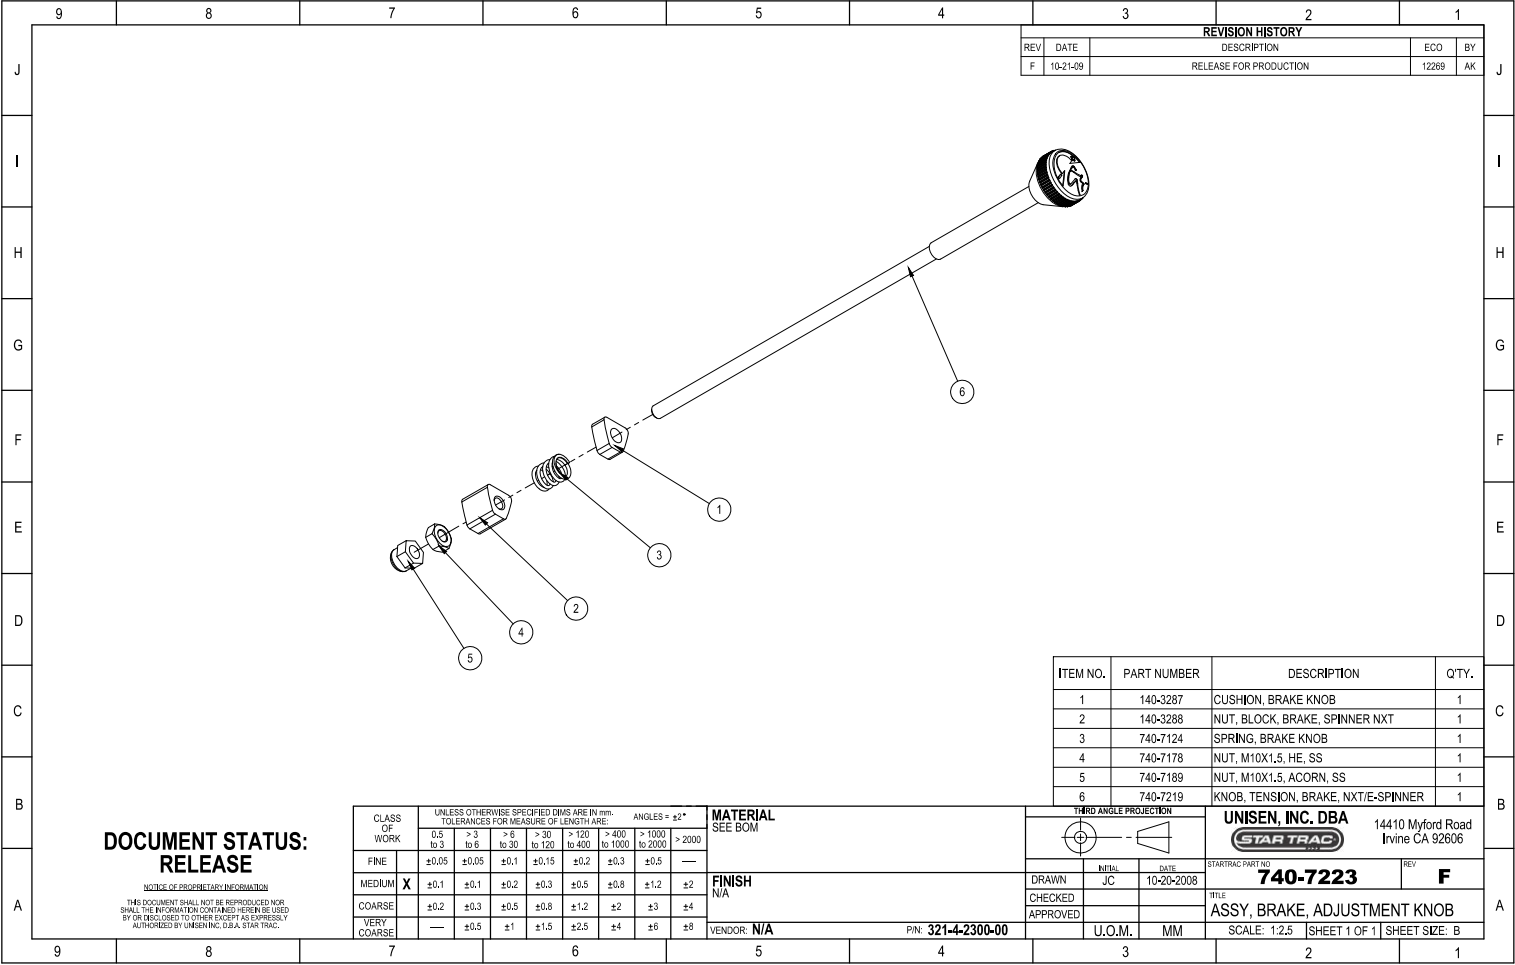 9 8 7 6 5 4 3 2 1
J
I
H
G
F
E
D
C
B
A
J
I
H
G
F
E
D
C
B
A
REVISION HISTORY
REV DATE DESCRIPTION ECO BY
F 10-21-09 RELEASE FOR PRODUCTION 12269 AK
6
1
3
2
4
5
ITEM NO. PART NUMBER DESCRIPTION Q'TY.
1 140-3287 CUSHION, BRAKE KNOB 1
2 140-3288 NUT, BLOCK, BRAKE, SPINNER NXT 1
3 740-7124 SPRING, BRAKE KNOB 1
4 740-7178 NUT, M10X1.5, HE, SS 1
5 740-7189 NUT, M10X1.5, ACORN, SS 1
6 740-7219 KNOB, TENSION, BRAKE, NXT/E-SPINNER 1
DOCUMENT STATUS:
RELEASE
NOTICE OF PROPRIETARY INFORMATION
THIS DOCUMENT SHALL NOT BE REPRODUCED NOR
SHALL THE INFORMATION CONTAINED HEREIN BE USED
BY OR DISCLOSED TO OTHER EXCEPT AS EXPRESSLY
AUTHORIZED BY UNISEN INC, D.B.A. STAR TRAC.
CLASS
OF
WORK
UNLESS OTHERWISE SPECIFIED DIMS ARE IN mm.
TOLERANCES FOR MEASURE OF LENGTH ARE:
ANGLES = ±2°
0.5 to 3 > 3 to 6 > 6 to 30 > 30 to 120 > 120 to 400 > 400 to 1000 > 1000 to 2000 > 2000
FINE ±0.05 ±0.05 ±0.1 ±0.15 ±0.2 ±0.3 ±0.5 —
MEDIUM X ±0.1 ±0.1 ±0.2 ±0.3 ±0.5 ±0.8 ±1.2 ±2
COARSE ±0.2 ±0.3 ±0.5 ±0.8 ±1.2 ±2 ±3 ±4
VERY COARSE — ±0.5 ±1 ±1.5 ±2.5 ±4 ±6 ±8
MATERIAL
SEE BOM
FINISH
N/A
VENDOR: N/A P/N: 321-4-2300-00
THIRD ANGLE PROJECTION
INITIAL DATE
DRAWN JC 10-20-2008
CHECKED
APPROVED
U.O.M. MM
UNISEN, INC. DBA
STAR TRAC
14410 Myford Road
Irvine CA 92606
STARTRAC PART NO
740-7223
REV
F
TITLE
ASSY, BRAKE, ADJUSTMENT KNOB
SCALE: 1:2.5 SHEET 1 OF 1 SHEET SIZE: B
9 8 7 6 5 4 3 2 1